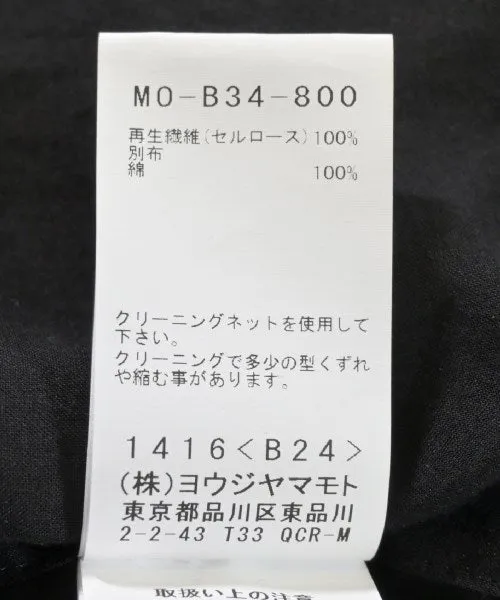 MO-B34-800
再生繊維(セルロース)100%
別布
綿 100%
クリーニングネットを使用して
下さい。
クリーニングで多少の型くずれ
や縮む事があります。
1416<B24>
(株)ヨウジヤマモト
東京都品川区東品川
2-2-43 T33 QCR-M
取扱い上の注意